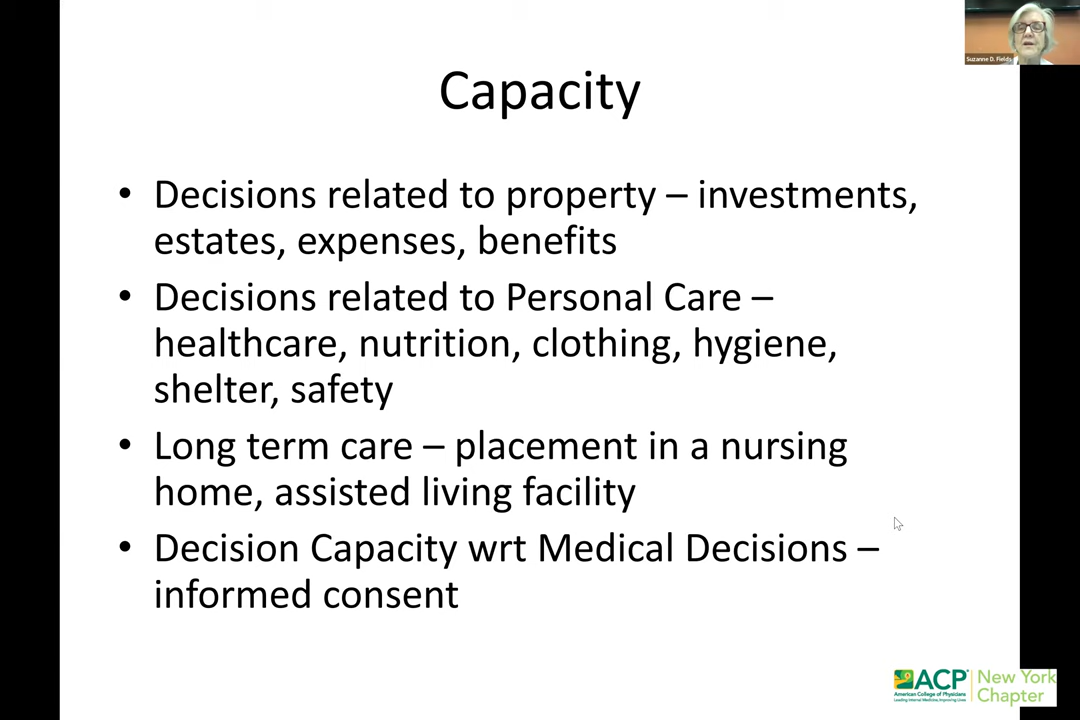 Suzanne D. Fields
Capacity
• Decisions related to property – investments,
estates, expenses, benefits
• Decisions related to Personal Care –
healthcare, nutrition, clothing, hygiene,
shelter, safety
• Long term care – placement in a nursing
home, assisted living facility
• Decision Capacity wrt Medical Decisions –
informed consent
ACP
American College of Physicians
Leading Internal Medicine, Improving Lives
New York
Chapter